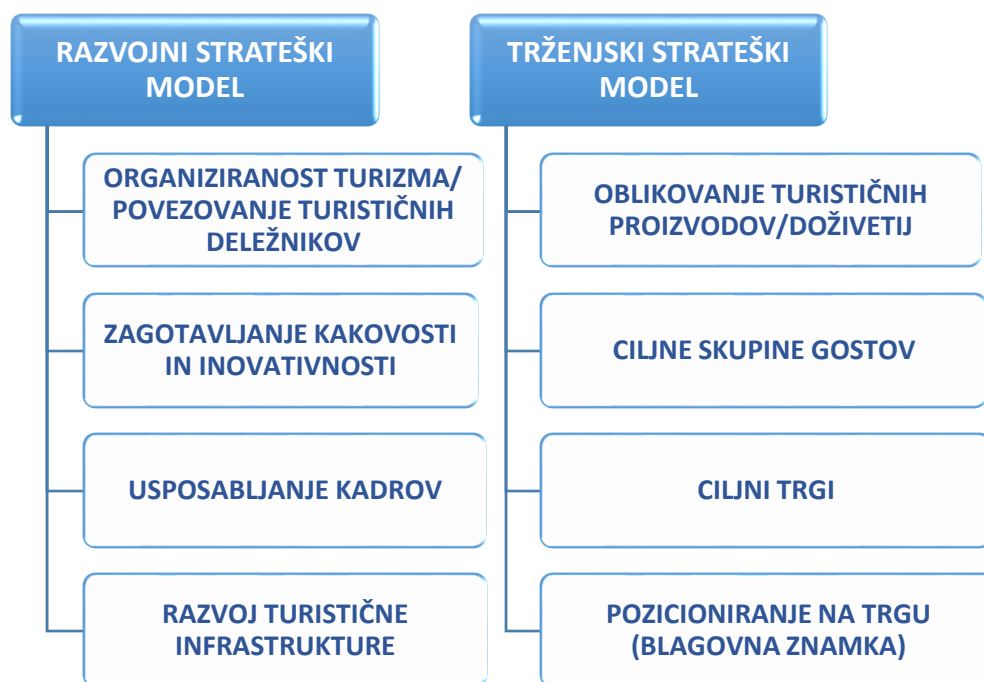 RAZVOJNI STRATEŠKI
MODEL
ORGANIZIRANOST TURIZMA/
POVEZOVANJE TURISTIČNIH
DELEŽNIKOV
ZAGOTAVLJANJE KAKOVOSTI
IN INOVATIVNOSTI
USPOSABLJANJE KADROV
RAZVOJ TURISTIČNE
INFRASTRUKTURE
TRŽENJSKI STRATEŠKI
MODEL
OBLIKOVANJE TURISTIČNIH
PROIZVODOV/DOŽIVETIJ
CILJNE SKUPINE GOSTOV
CILJNI TRGI
POZICIONIRANJE NA TRGU
(BLAGOVNA ZNAMKA)